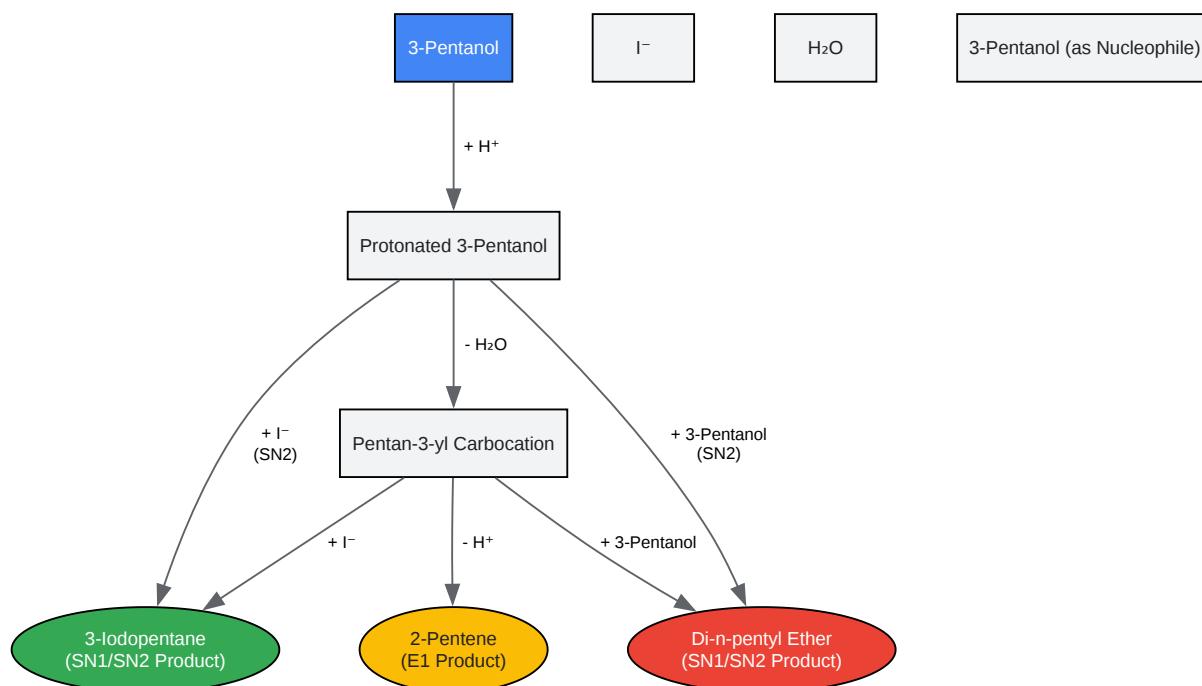 3-Pentanol
I⁻
H₂O
3-Pentanol (as Nucleophile)
+ H⁺
Protonated 3-Pentanol
- H₂O
+ I⁻
(SN2)
+ 3-Pentanol
(SN2)
Pentan-3-yl Carbocation
+ I⁻
- H⁺
+ 3-Pentanol
3-Iodopentane
(SN1/SN2 Product)
2-Pentene
(E1 Product)
Di-n-pentyl Ether
(SN1/SN2 Product)